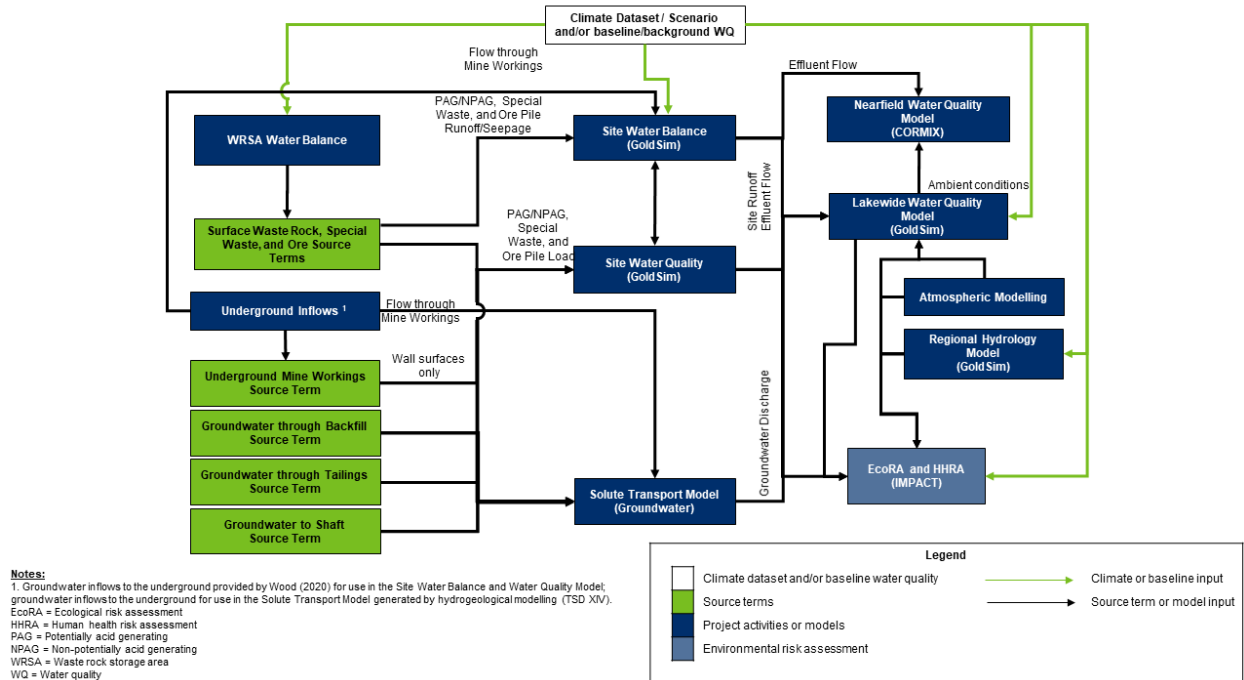 Climate Dataset / Scenario
and/or baseline/background WQ
Flow through
Mine Workings
Effluent Flow
PAG/NPAG, Special
Waste, and Ore Pile
Runoff/Seepage
WRSA Water Balance
Site Water Balance
(GoldSim)
Nearfield Water Quality
Model
(CORMIX)
Ambient conditions
Surface Waste Rock, Special
Waste, and Ore Source
Terms
PAG/NPAG,
Special
Waste, and
Ore Pile Load
Site Runoff
Effluent Flow
Lakewide Water Quality
Model
(GoldSim)
Site Water Quality
(GoldSim)
Underground Inflows 1
Flow through
Mine Workings
Atmospheric Modelling
Regional Hydrology
Model
(GoldSim)
Underground Mine Workings
Source Term
Wall surfaces
only
Groundwater through Backfill
Source Term
Groundwater Discharge
Groundwater through Tailings
Source Term
Solute Transport Model
(Groundwater)
EcoRA and HHRA
(IMPACT)
Groundwater to Shaft
Source Term
Notes:
1. Groundwater inflows to the underground provided by Wood (2020) for use in the Site Water Balance and Water Quality Model;
groundwater inflows to the underground for use in the Solute Transport Model generated by hydrogeological modelling (TSD XIV).
EcoRA = Ecological risk assessment
HHRA = Human health risk assessment
PAG = Potentially acid generating
NPAG = Non-potentially acid generating
WRSA = Waste rock storage area
WQ = Water quality
Legend
Climate dataset and/or baseline water quality
Climate or baseline input
Source terms
Source term or model input
Project activities or models
Environmental risk assessment